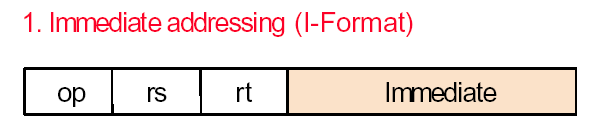 1. Immediate addressing (I-Format)
op rs rt Immediate